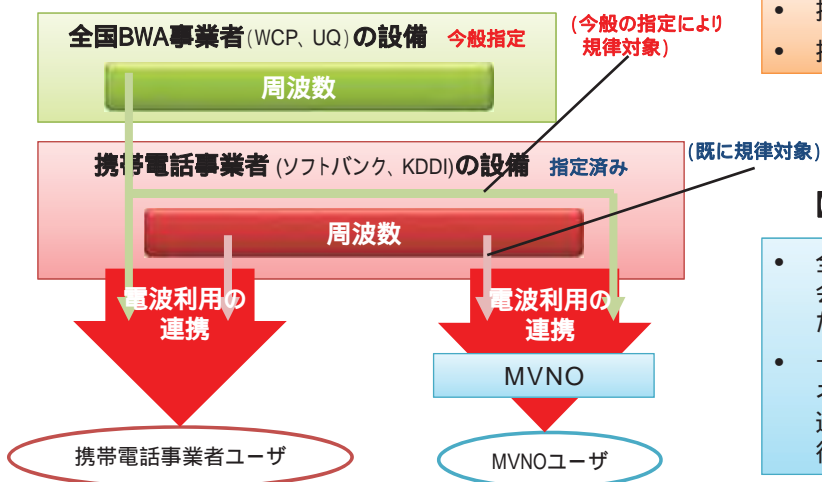 全国BWA事業者(WCP、UQ)の設備 今般指定
(今般の指定により
規律対象)
周波数
携帯電話事業者 (ソフトバンク、KDDI)の設備 指定済み
(既に規律対象)
周波数
電波利用の
連携
電波利用の
連携
MVNO
携帯電話事業者ユーザ
MVNOユーザ
•
•
【
• 全
•